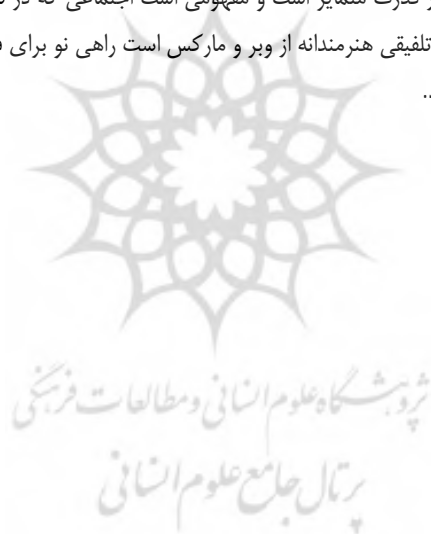 قدرت متمایز است و مفهومی است اجتماعی که در
تلفیقی هنرمندانه از وبر و مارکس است راهی نو برای
..
پژوهشگاه علوم انسانی و مطالعات فرهنگی
پرتال جامع علوم انسانی